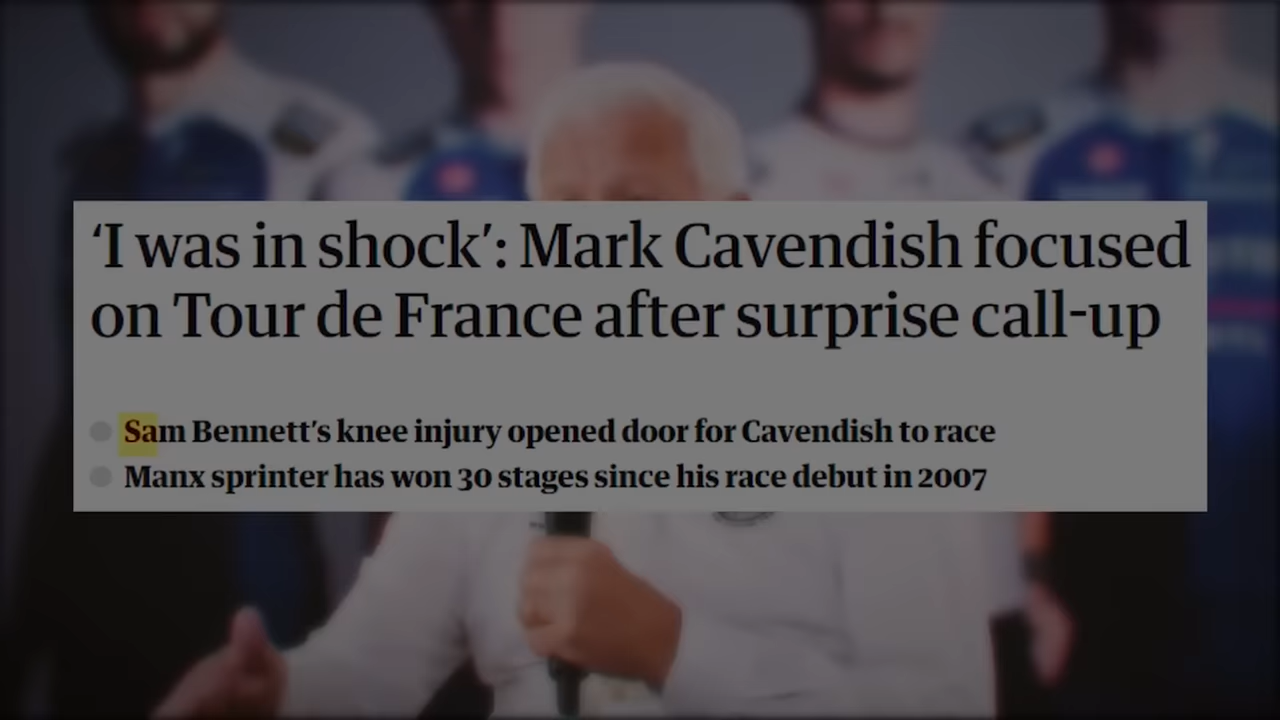 ‘I was in shock’: Mark Cavendish focused
on Tour de France after surprise call-up
Sam Bennett’s knee injury opened door for Cavendish to race
Manx sprinter has won 30 stages since his race debut in 2007